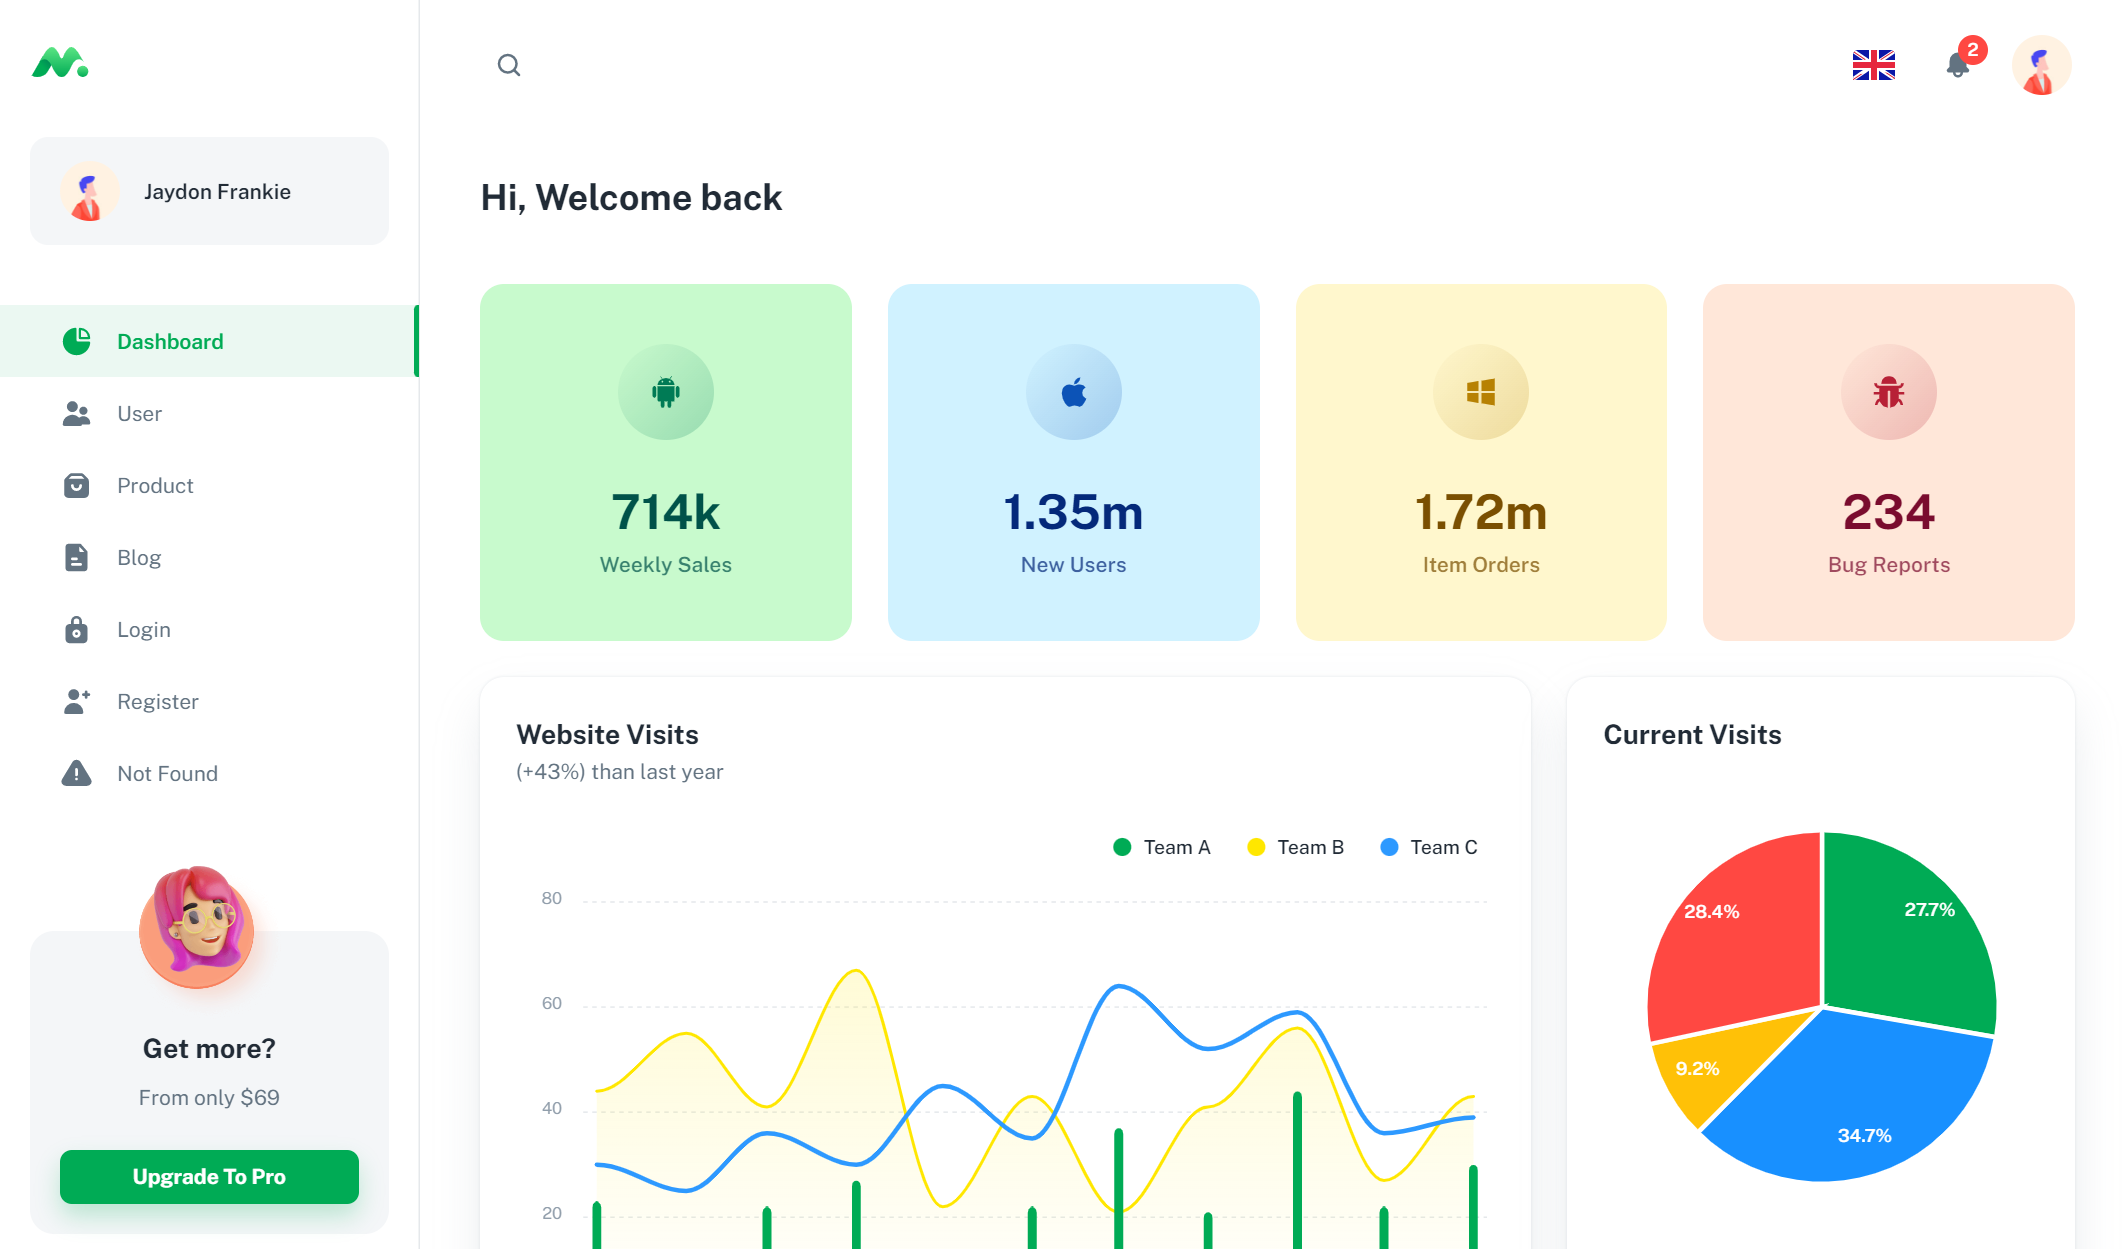 2
Jaydon Frankie
Hi, Welcome back
Dashboard
User
Product
Blog
Login
Register
Not Found
Get more?
From only $69
Upgrade To Pro
714k
Weekly Sales
1.35m
New Users
1.72m
Item Orders
234
Bug Reports
Website Visits
(+43%) than last year
Team A
Team B
Team C
80
60
40
20
Current Visits
28.4%
27.7%
9.2%
34.7%